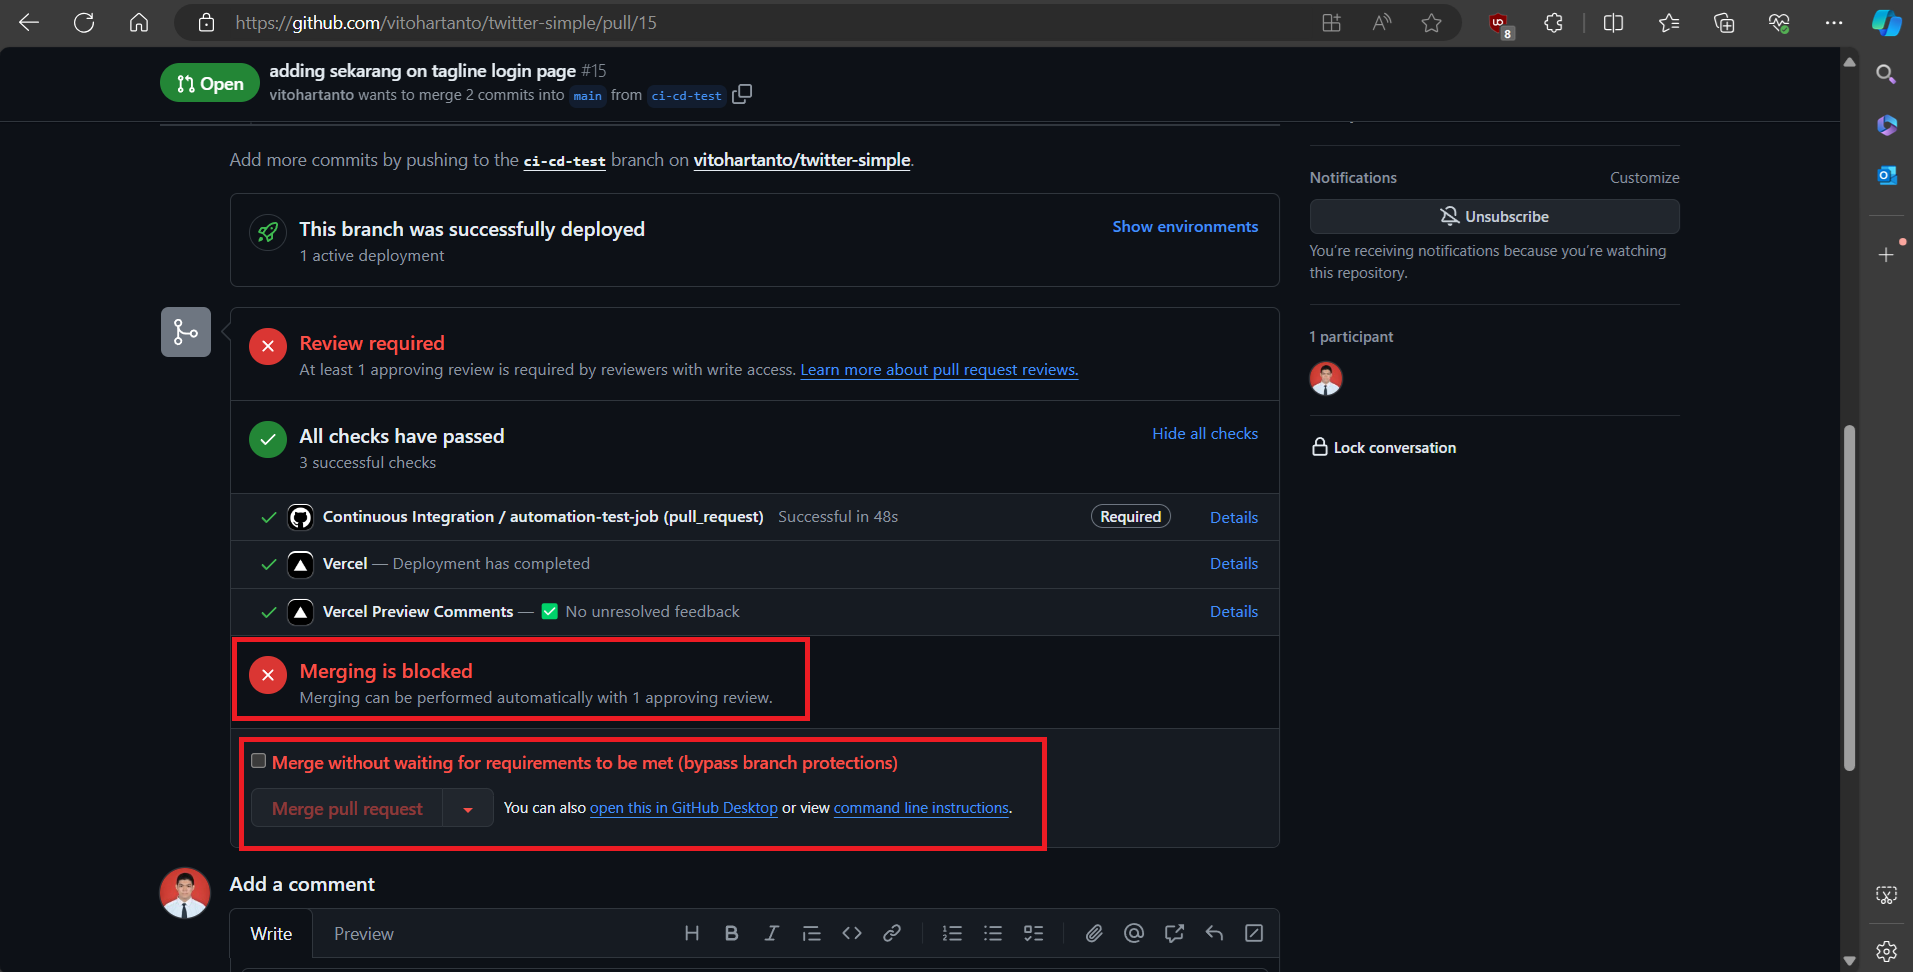 https://github.com/vitohartanto/twitter-simple/pull/15
8
Open
adding sekarang on tagline login page #15
vitohartanto wants to merge 2 commits into main from ci-cd-test
Add more commits by pushing to the ci-cd-test branch on vitohartanto/twitter-simple.
This branch was successfully deployed
1 active deployment
Show environments
Review required
At least 1 approving review is required by reviewers with write access. Learn more about pull request reviews.
All checks have passed
3 successful checks
Hide all checks
Continuous Integration / automation-test-job (pull_request) Successful in 48s Required Details
Vercel — Deployment has completed Details
Vercel Preview Comments — ✅ No unresolved feedback Details
Merging is blocked
Merging can be performed automatically with 1 approving review.
Merge without waiting for requirements to be met (bypass branch protections)
Merge pull request You can also open this in GitHub Desktop or view command line instructions.
Add a comment
Write Preview
Notifications Customize
Unsubscribe
You’re receiving notifications because you’re watching
this repository.
1 participant
Lock conversation